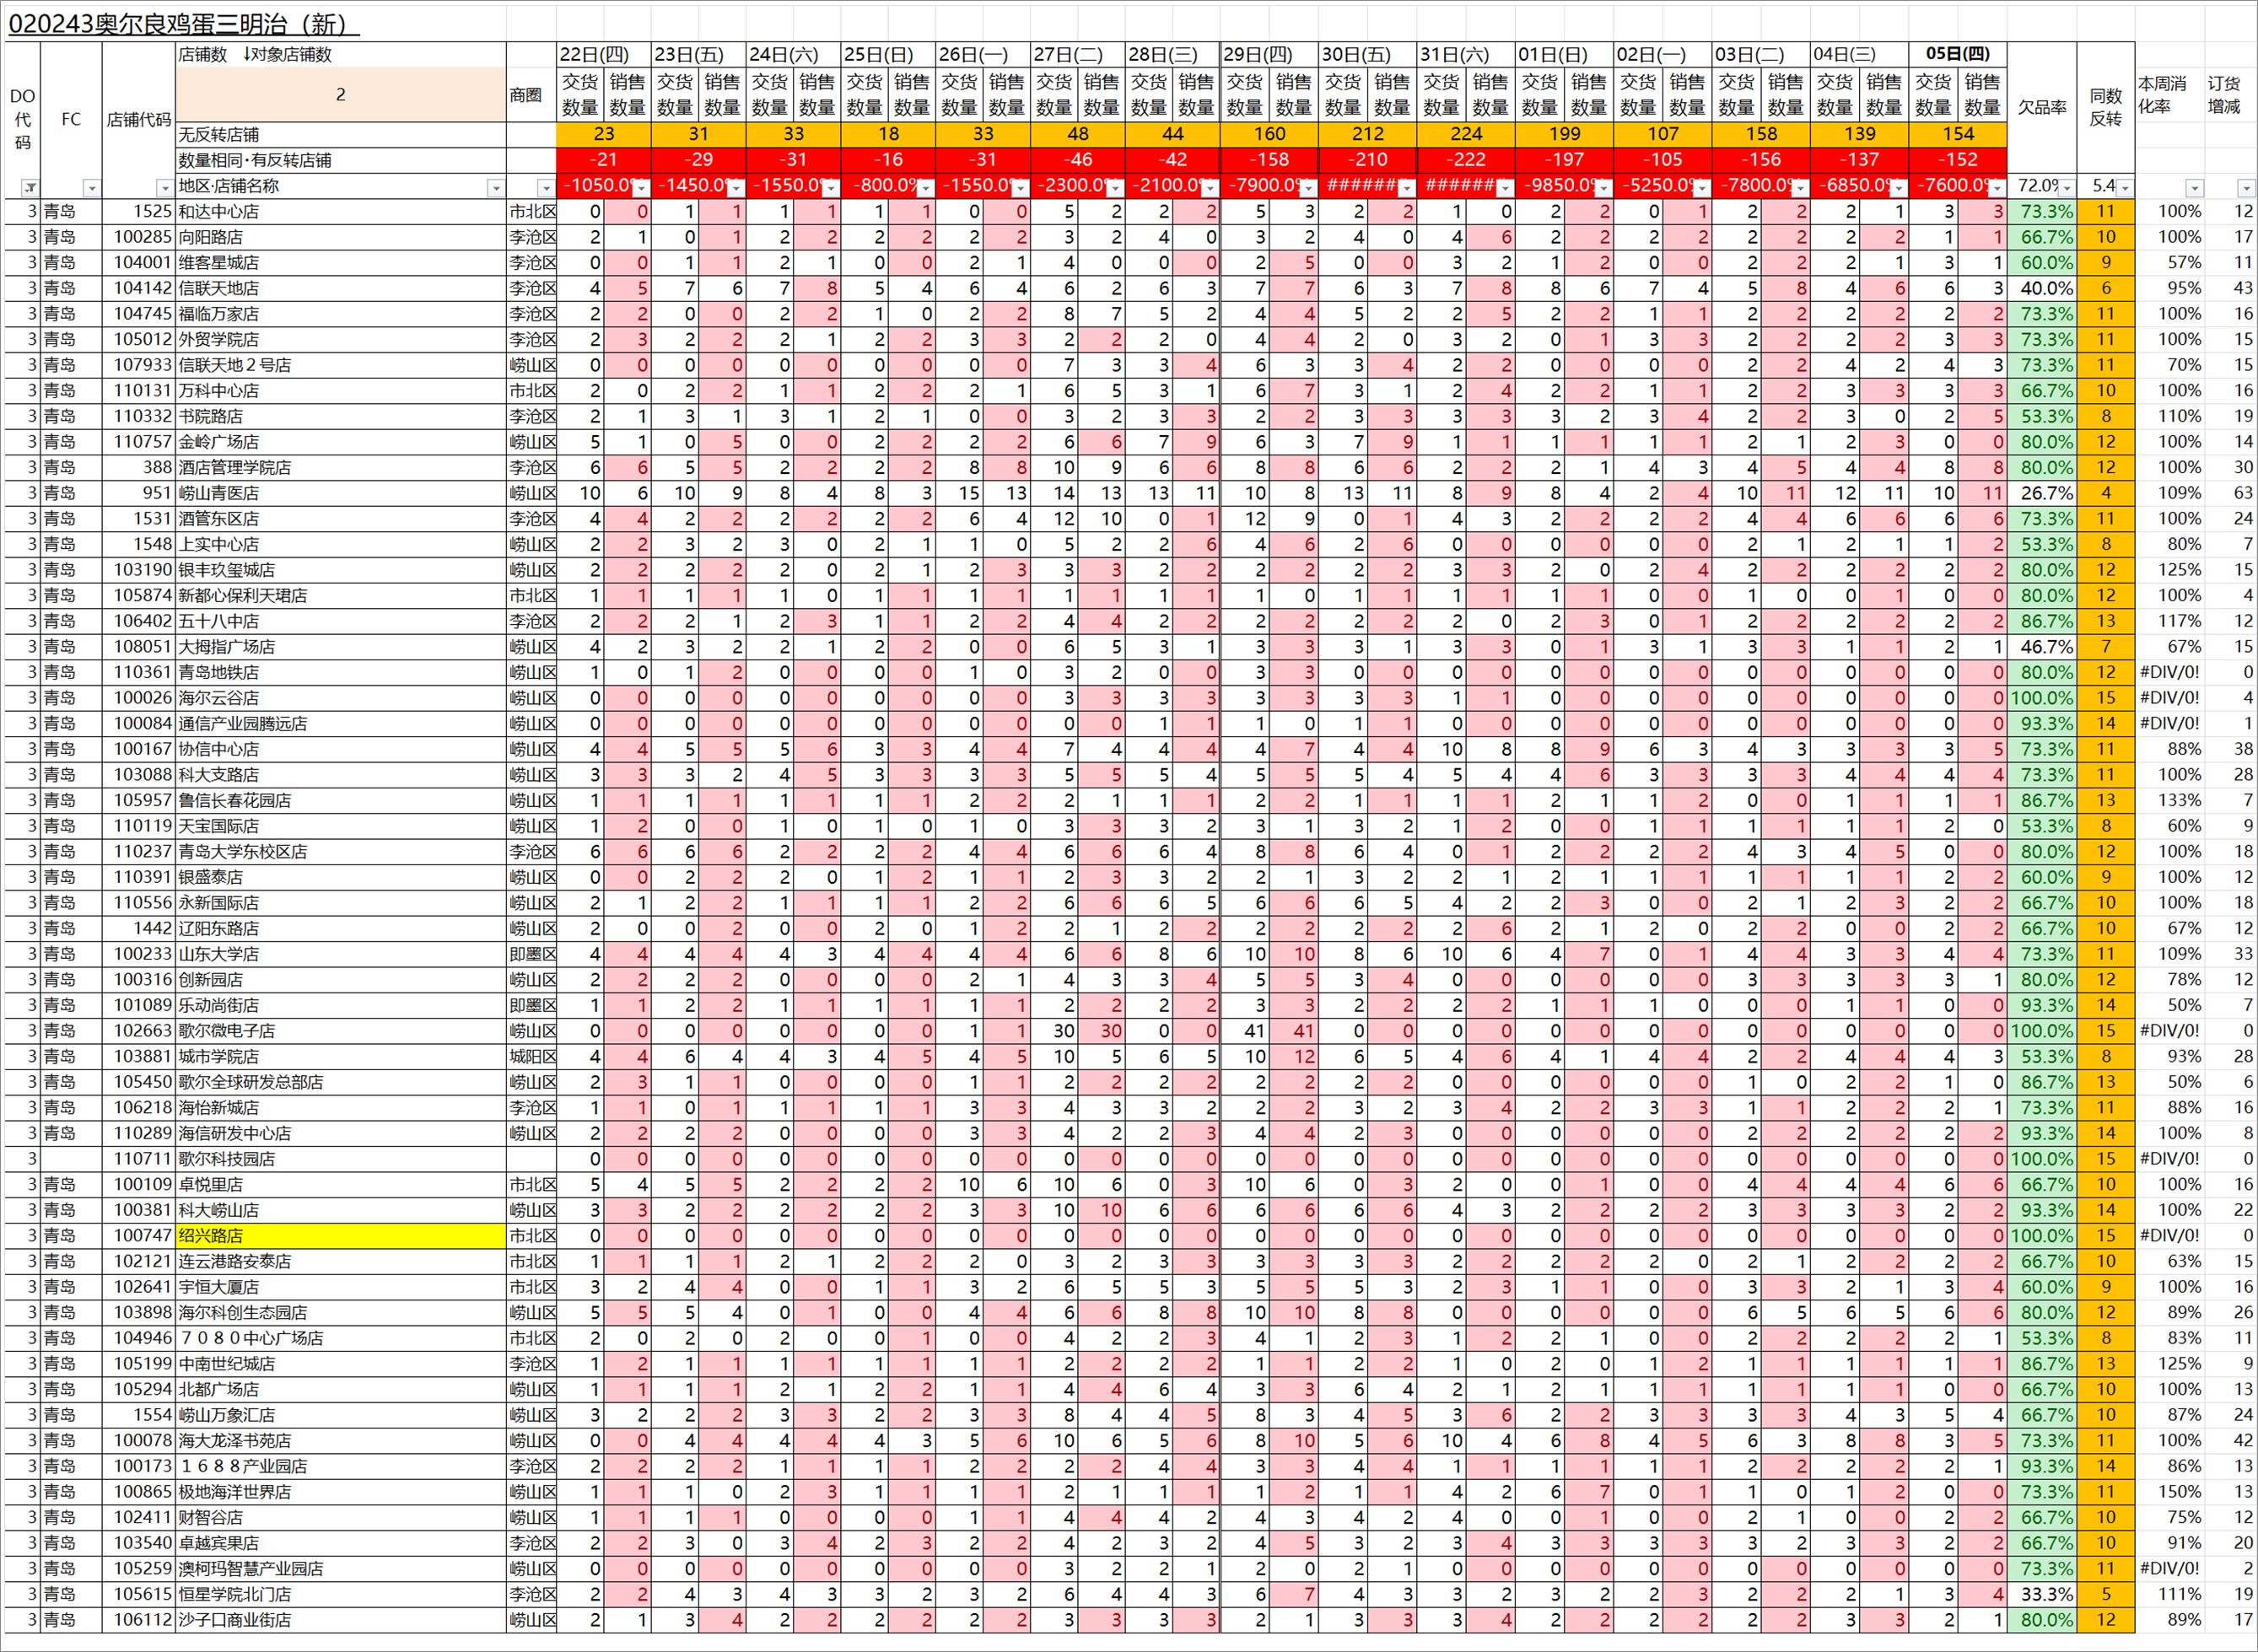 020243奥尔良鸡蛋三明治（新）
DO代码 FC 店铺代码 店铺数 ↓对象店铺数 商圈 22日(四) 23日(五) 24日(六) 25日(日) 26日(一) 27日(二) 28日(三) 29日(四) 30日(五) 31日(六) 01日(日) 02日(一) 03日(二) 04日(三) 05日(四) 欠品率 同数反转 本周消化率 订货增减
2 交货数量 销售数量 交货数量 销售数量 交货数量 销售数量 交货数量 销售数量 交货数量 销售数量 交货数量 销售数量 交货数量 销售数量 交货数量 销售数量 交货数量 销售数量 交货数量 销售数量 交货数量 销售数量 交货数量 销售数量 交货数量 销售数量 交货数量 销售数量 交货数量 销售数量
无反转店铺 23 31 33 18 33 48 44 160 212 224 199 107 158 139 154
数量相同·有反转店铺 -21 -29 -31 -16 -31 -46 -42 -158 -210 -222 -197 -105 -156 -137 -152
地区·店铺名称 -1050.0% -1450.0% -1550.0% -800.0% -1550.0% -2300.0% -2100.0% -7900.0% ###### ###### -9850.0% -5250.0% -7800.0% -6850.0% -7600.0% 72.0% 5.4
3 青岛 1525 和达中心店 市北区 0 0 1 1 1 1 1 1 0 0 5 2 2 2 5 3 2 2 1 0 2 2 0 1 2 2 2 1 3 3 73.3% 11 100% 12
3 青岛 100285 向阳路店 李沧区 2 1 0 1 2 2 2 2 2 2 3 2 4 0 3 2 4 0 4 6 2 2 2 2 2 2 2 2 1 1 66.7% 10 100% 17
3 青岛 104001 维客星城店 李沧区 0 0 1 1 2 1 0 0 2 1 4 0 0 0 2 5 0 0 3 2 1 2 0 0 2 2 2 1 3 1 60.0% 9 57% 11
3 青岛 104142 信联天地店 李沧区 4 5 7 6 7 8 5 4 6 4 6 2 6 3 7 7 6 3 7 8 8 6 7 4 5 8 4 6 6 3 40.0% 6 95% 43
3 青岛 104745 福临万家店 李沧区 2 2 0 0 2 2 1 0 2 2 8 7 5 2 4 4 5 2 2 5 2 2 1 1 2 2 2 2 2 2 73.3% 11 100% 16
3 青岛 105012 外贸学院店 李沧区 2 3 2 2 2 1 2 2 3 3 2 2 2 0 4 4 2 0 3 2 0 1 3 3 2 2 2 2 3 3 73.3% 11 100% 15
3 青岛 107933 信联天地２号店 崂山区 0 0 0 0 0 0 0 0 0 0 7 3 3 4 6 3 3 4 2 2 0 0 0 0 2 2 4 2 4 3 73.3% 11 70% 15
3 青岛 110131 万科中心店 市北区 2 0 2 2 1 1 2 2 2 1 6 5 3 1 6 7 3 1 2 4 2 2 1 1 2 2 3 3 3 3 66.7% 10 100% 16
3 青岛 110332 书院路店 李沧区 2 1 3 1 3 1 2 1 0 0 3 2 3 3 2 2 3 3 3 3 3 2 3 4 2 2 3 0 2 5 53.3% 8 110% 19
3 青岛 110757 金岭广场店 崂山区 5 1 0 5 0 0 2 2 2 2 6 6 7 9 6 3 7 9 1 1 1 1 1 1 2 1 2 3 0 0 80.0% 12 100% 14
3 青岛 388 酒店管理学院店 李沧区 6 6 5 5 2 2 2 2 8 8 10 9 6 6 8 8 6 6 2 2 2 1 4 3 4 5 4 4 8 8 80.0% 12 100% 30
3 青岛 951 崂山青医店 崂山区 10 6 10 9 8 4 8 3 15 13 14 13 13 11 10 8 13 11 8 9 8 4 2 4 10 11 12 11 10 11 26.7% 4 109% 63
3 青岛 1531 酒管东区店 李沧区 4 4 2 2 2 2 2 2 6 4 12 10 0 1 12 9 0 1 4 3 2 2 2 2 4 4 6 6 6 6 73.3% 11 100% 24
3 青岛 1548 上实中心店 崂山区 2 2 3 2 3 0 2 1 1 0 5 2 2 6 4 6 2 6 0 0 0 0 0 0 2 1 2 1 1 2 53.3% 8 80% 7
3 青岛 103190 银丰玖玺城店 崂山区 2 2 2 2 2 0 2 1 2 3 3 3 2 2 2 2 2 2 3 3 2 0 2 4 2 2 2 2 2 2 80.0% 12 125% 15
3 青岛 105874 新都心保利天珺店 市北区 1 1 1 1 1 0 1 1 1 1 1 1 1 1 1 0 1 1 1 1 1 1 0 0 1 0 0 1 0 0 80.0% 12 100% 4
3 青岛 106402 五十八中店 李沧区 2 2 2 1 2 3 1 1 2 2 4 4 2 2 2 2 2 2 2 0 2 3 0 1 2 2 2 2 2 2 86.7% 13 117% 12
3 青岛 108051 大拇指广场店 崂山区 4 2 3 2 2 1 2 2 0 0 6 5 3 1 3 3 3 1 3 3 0 1 3 1 3 3 1 1 2 1 46.7% 7 67% 15
3 青岛 110361 青岛地铁店 崂山区 1 0 1 2 0 0 0 0 1 0 3 2 0 0 3 3 0 0 0 0 0 0 0 0 0 0 0 0 0 0 80.0% 12 #DIV/0! 0
3 青岛 100026 海尔云谷店 崂山区 0 0 0 0 0 0 0 0 0 0 3 3 3 3 3 3 3 3 1 1 0 0 0 0 0 0 0 0 0 0 100.0% 15 #DIV/0! 4
3 青岛 100084 通信产业园腾远店 崂山区 0 0 0 0 0 0 0 0 0 0 0 0 1 1 1 0 1 1 0 0 0 0 0 0 0 0 0 0 0 0 93.3% 14 #DIV/0! 1
3 青岛 100167 协信中心店 崂山区 4 4 5 5 5 6 3 3 4 4 7 4 4 4 4 7 4 4 10 8 8 9 6 3 4 3 3 3 3 5 73.3% 11 88% 38
3 青岛 103088 科大支路店 崂山区 3 3 3 2 4 5 3 3 3 3 5 5 5 4 5 5 5 4 5 4 4 6 3 3 3 3 4 4 4 4 73.3% 11 100% 28
3 青岛 105957 鲁信长春花园店 崂山区 1 1 1 1 1 1 1 1 2 2 2 1 1 1 2 2 1 1 1 1 2 1 1 2 0 0 1 1 1 1 86.7% 13 133% 7
3 青岛 110119 天宝国际店 崂山区 1 2 0 0 1 0 1 0 1 0 3 3 3 2 3 1 3 2 1 2 0 0 1 1 1 1 1 1 2 0 53.3% 8 60% 9
3 青岛 110237 青岛大学东校区店 李沧区 6 6 6 6 2 2 2 2 4 4 6 6 6 4 8 8 6 4 0 1 2 2 2 2 4 3 4 5 0 0 80.0% 12 100% 18
3 青岛 110391 银盛泰店 崂山区 0 0 2 2 2 0 1 2 1 1 2 3 3 2 2 1 3 2 2 1 2 1 1 1 1 1 1 1 2 2 60.0% 9 100% 12
3 青岛 110556 永新国际店 崂山区 2 1 2 2 1 1 1 1 2 2 6 6 6 5 6 6 6 5 4 2 2 3 0 0 2 1 2 3 2 2 66.7% 10 100% 18
3 青岛 1442 辽阳东路店 崂山区 2 0 0 2 0 0 2 0 1 2 2 1 2 2 2 2 2 2 2 6 2 1 2 0 2 2 0 0 2 2 66.7% 10 67% 12
3 青岛 100233 山东大学店 即墨区 4 4 4 4 4 3 4 4 4 4 6 6 8 6 10 10 8 6 10 6 4 7 0 1 4 4 3 3 4 4 73.3% 11 109% 33
3 青岛 100316 创新园店 崂山区 2 2 2 2 0 0 0 0 2 1 4 3 3 4 5 5 3 4 0 0 0 0 0 0 3 3 3 3 3 1 80.0% 12 78% 12
3 青岛 101089 乐动尚街店 即墨区 1 1 2 2 1 1 1 1 1 1 2 2 2 2 3 3 2 2 2 2 1 1 1 0 0 0 1 1 0 0 93.3% 14 50% 7
3 青岛 102663 歌尔微电子店 崂山区 0 0 0 0 0 0 0 0 1 1 30 30 0 0 41 41 0 0 0 0 0 0 0 0 0 0 0 0 0 0 100.0% 15 #DIV/0! 0
3 青岛 103881 城市学院店 城阳区 4 4 6 4 4 3 4 5 4 5 10 5 6 5 10 12 6 5 4 6 4 1 4 4 2 2 4 4 4 3 53.3% 8 93% 28
3 青岛 105450 歌尔全球研发总部店 崂山区 2 3 1 1 0 0 0 0 1 1 2 2 2 2 2 2 2 2 0 0 0 0 0 0 1 0 2 2 1 0 86.7% 13 50% 6
3 青岛 106218 海怡新城店 李沧区 1 1 0 1 1 1 1 1 3 3 4 3 3 2 2 2 3 2 3 4 2 2 3 3 1 1 2 2 2 1 73.3% 11 88% 16
3 青岛 110289 海信研发中心店 崂山区 2 2 2 2 0 0 0 0 3 3 4 2 2 3 4 4 2 3 0 0 0 0 0 0 2 2 2 2 2 2 93.3% 14 100% 8
3 110711 歌尔科技园店 0 0 0 0 0 0 0 0 0 0 0 0 0 0 0 0 0 0 0 0 0 0 0 0 0 0 0 0 0 0 100.0% 15 #DIV/0! 0
3 青岛 100109 卓悦里店 市北区 5 4 5 5 2 2 2 2 10 6 10 6 0 3 10 6 0 3 2 0 0 1 0 0 4 4 4 4 6 6 66.7% 10 100% 16
3 青岛 100381 科大崂山店 崂山区 3 3 2 2 2 2 2 2 3 3 10 10 6 6 6 6 6 6 4 3 2 2 2 2 3 3 3 3 2 2 93.3% 14 100% 22
3 青岛 100747 绍兴路店 市北区 0 0 0 0 0 0 0 0 0 0 0 0 0 0 0 0 0 0 0 0 0 0 0 0 0 0 0 0 0 0 100.0% 15 #DIV/0! 0
3 青岛 102121 连云港路安泰店 市北区 1 1 1 1 2 1 2 2 2 0 3 2 3 3 3 3 3 3 2 2 2 2 2 0 2 1 2 2 2 2 66.7% 10 63% 15
3 青岛 102641 宇恒大厦店 市北区 3 2 4 4 0 0 1 1 3 2 6 5 5 3 5 5 5 3 2 3 1 1 0 0 3 3 2 1 3 4 60.0% 9 100% 16
3 青岛 103898 海尔科创生态园店 崂山区 5 5 5 4 0 1 0 0 4 4 6 6 8 8 10 10 8 8 0 0 0 0 0 0 6 5 6 5 6 6 80.0% 12 89% 26
3 青岛 104946 ７０８０中心广场店 市北区 2 0 2 0 2 0 0 1 0 0 4 2 2 3 4 1 2 3 1 2 2 1 0 0 2 2 2 2 2 1 53.3% 8 83% 11
3 青岛 105199 中南世纪城店 李沧区 1 2 1 1 1 1 1 1 1 1 2 2 2 2 1 1 2 2 1 0 2 0 1 2 1 1 1 1 1 1 86.7% 13 125% 9
3 青岛 105294 北都广场店 崂山区 1 1 1 1 2 1 2 2 1 1 4 4 6 4 3 3 6 4 2 1 2 1 1 1 1 1 1 1 0 0 66.7% 10 100% 13
3 青岛 1554 崂山万象汇店 崂山区 3 2 2 2 3 3 2 2 3 3 8 4 4 5 8 3 4 5 3 6 2 2 3 3 3 3 4 3 5 4 66.7% 10 87% 24
3 青岛 100078 海大龙泽书苑店 崂山区 0 0 4 4 4 4 4 3 5 6 10 6 5 6 8 10 5 6 10 4 6 8 4 5 6 3 8 8 3 5 73.3% 11 100% 42
3 青岛 100173 １６８８产业园店 李沧区 2 2 2 2 1 1 1 1 2 2 2 2 4 4 3 3 4 4 1 1 1 1 1 1 2 2 2 2 2 1 93.3% 14 86% 13
3 青岛 100865 极地海洋世界店 崂山区 1 1 1 0 2 3 1 1 1 1 2 1 1 1 1 2 1 1 4 2 6 7 0 1 1 0 1 2 0 0 73.3% 11 150% 13
3 青岛 102411 财智谷店 崂山区 1 1 1 1 0 0 0 0 1 1 4 4 4 2 4 3 4 2 4 0 0 1 0 0 2 1 0 0 2 2 66.7% 10 75% 12
3 青岛 103540 卓越宾果店 李沧区 2 2 3 0 3 4 2 3 2 2 4 2 3 2 4 5 3 2 3 4 3 3 3 3 3 2 3 3 2 2 66.7% 10 91% 20
3 青岛 105259 澳柯玛智慧产业园店 崂山区 0 0 0 0 0 0 0 0 0 0 3 2 2 1 2 0 2 1 0 0 0 0 0 0 0 0 0 0 0 0 73.3% 11 #DIV/0! 2
3 青岛 105615 恒星学院北门店 李沧区 2 2 4 3 4 3 3 2 3 2 6 4 4 3 6 7 4 3 3 2 3 2 2 3 2 2 2 1 3 4 33.3% 5 111% 19
3 青岛 106112 沙子口商业街店 崂山区 2 1 3 4 2 2 2 2 2 2 3 3 3 3 2 1 3 3 3 4 2 2 2 2 2 2 3 3 2 1 80.0% 12 89% 17